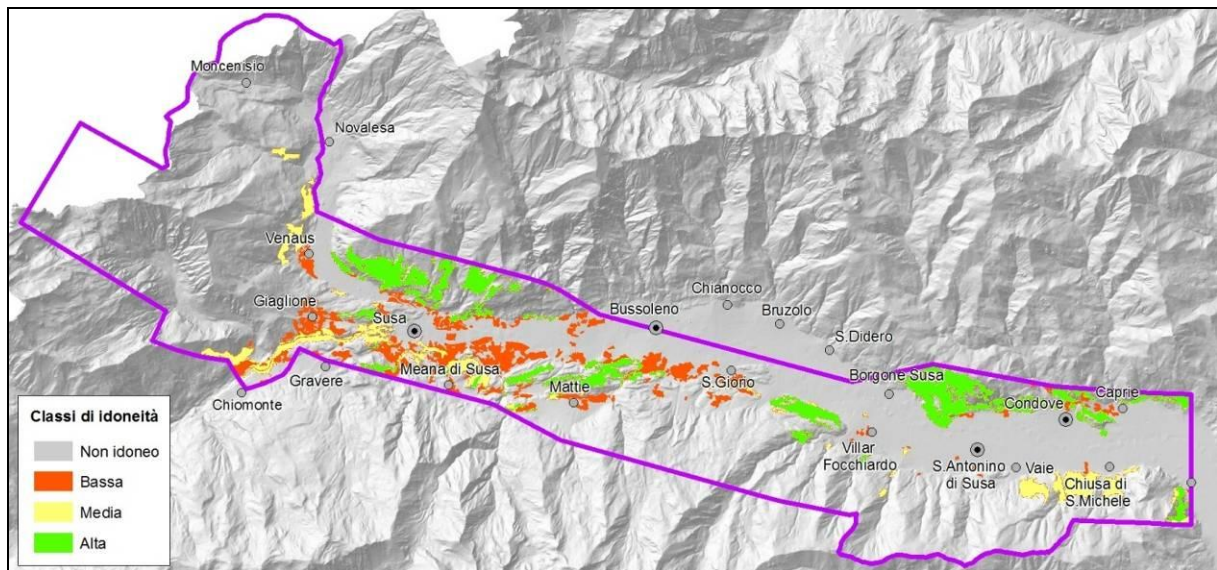 Moncenisio
Novalesa
Venaus
Giaglione
Susa
Bussoleno
Chianocco
Bruzolo
S.Didero
Gravere
Meana di Susa
Mattie
S.Giorio
Borgone Susa
Condove
Caprie
Chiomonte
Villar
Focchiardo
S.Antonino
di Susa
Vaie
Chiusa di
S.Michele
Classi di idoneità
Non idoneo
Bassa
Media
Alta